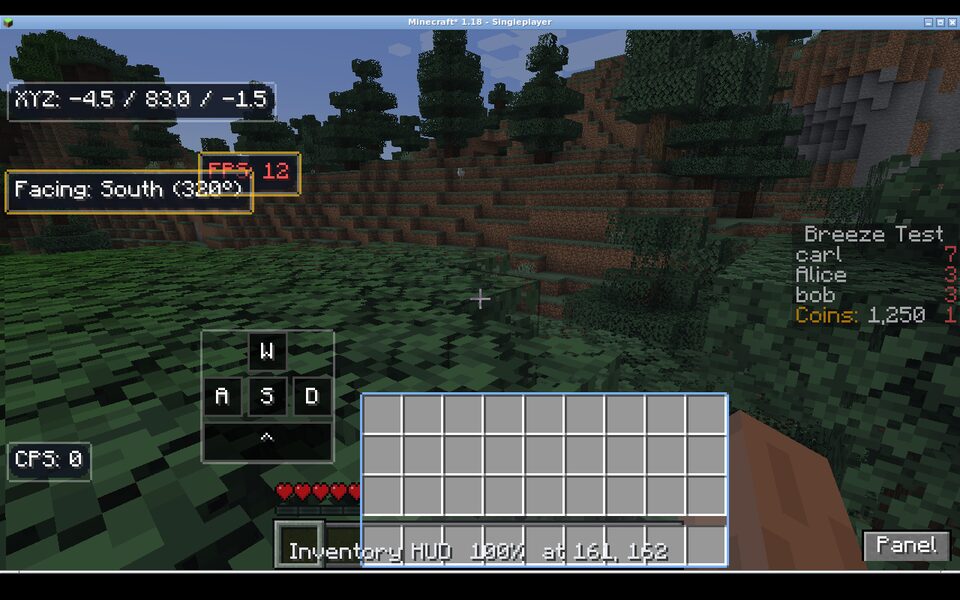 Minecraft* 1.18 - Singleplayer
XYZ: -4.5 / 83.0 / -1.5
FPS: 12
Facing: South (320°)
Breeze Test
carl 7
Alice 3
bob 3
Coins: 1,250 1
W
A S D
^
CPS: 0
Inventory HUD 100% at 161, 162
Panel